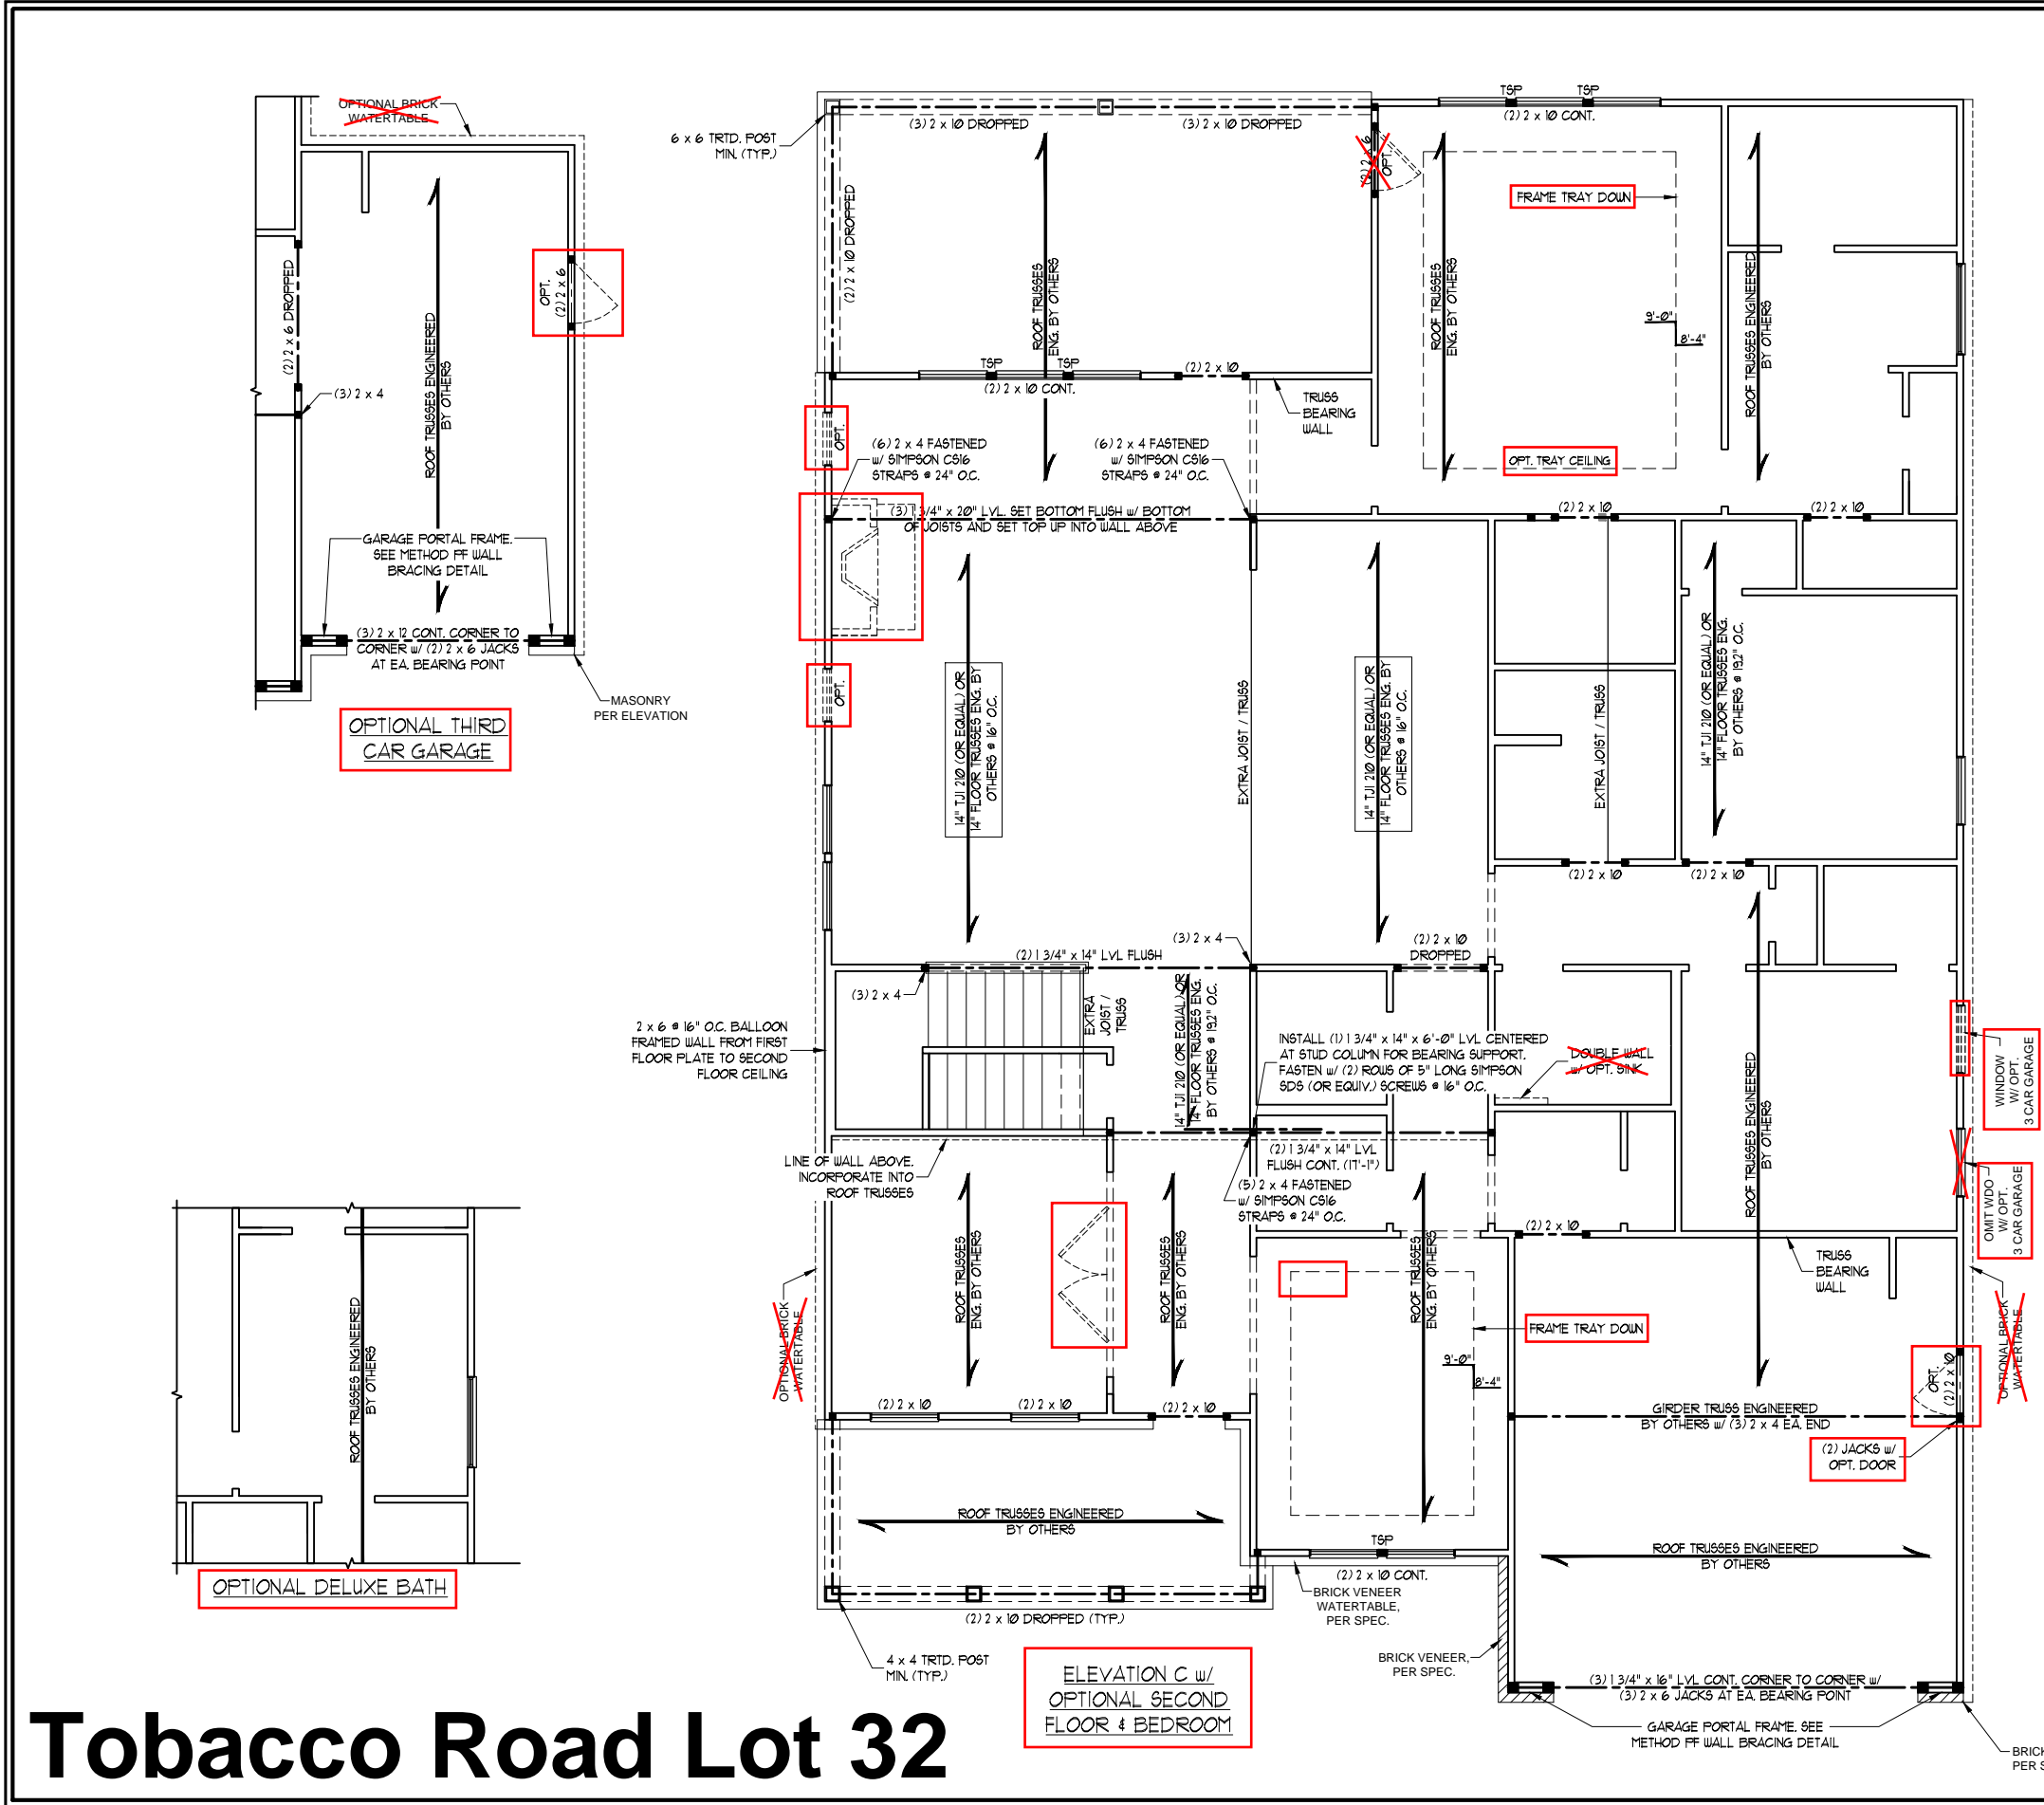 OPTIONAL BRICK
WATERTABLE
(2) 2 x 6 DROPPED
(3) 2 x 4
ROOF TRUSSES ENGINEERED
BY OTHERS
OPT.
(2) 2 x 6
GARAGE PORTAL FRAME.
SEE METHOD PF WALL
BRACING DETAIL
(3) 2 x 12 CONT. CORNER TO
CORNER w/ (2) 2 x 6 JACKS
AT EA. BEARING POINT
MASONRY
PER ELEVATION
OPTIONAL THIRD
CAR GARAGE
ROOF TRUSSES ENGINEERED
BY OTHERS
OPTIONAL DELUXE BATH
6 x 6 TRTD. POST
MIN. (TYP.)
(3) 2 x 10 DROPPED
(3) 2 x 10 DROPPED
(2) 2 x 10 DROPPED
ROOF TRUSSES
ENG. BY OTHERS
TSP
TSP
(2) 2 x 10 CONT.
(2) 2 x 6
OPT.
ROOF TRUSSES
ENG. BY OTHERS
FRAME TRAY DOWN
9'-0"
8'-4"
OPT. TRAY CEILING
ROOF TRUSSES ENGINEERED
BY OTHERS
TSP
TSP
(2) 2 x 10 CONT.
(2) 2 x 10
TRUSS
BEARING
WALL
OPT.
(6) 2 x 4 FASTENED
w/ SIMPSON CS16
STRAPS @ 24" O.C.
(6) 2 x 4 FASTENED
w/ SIMPSON CS16
STRAPS @ 24" O.C.
(3) 1 3/4" x 20" LVL. SET BOTTOM FLUSH w/ BOTTOM
OF JOISTS AND SET TOP UP INTO WALL ABOVE
(2) 2 x 10
(2) 2 x 10
OPT.
14" TJI 210 (OR EQUAL) OR
14" FLOOR TRUSSES ENG. BY
OTHERS @ 16" O.C.
EXTRA JOIST / TRUSS
14" TJI 210 (OR EQUAL) OR
14" FLOOR TRUSSES ENG. BY
OTHERS @ 16" O.C.
EXTRA JOIST / TRUSS
14" TJI 210 (OR EQUAL) OR
14" FLOOR TRUSSES ENG.
BY OTHERS @ 19.2" O.C.
(2) 2 x 10
(2) 2 x 10
(3) 2 x 4
(2) 2 x 10
DROPPED
(2) 1 3/4" x 14" LVL FLUSH
(3) 2 x 4
EXTRA
JOIST /
TRUSS
14" TJI 210 (OR EQUAL) OR
14" FLOOR TRUSSES ENG.
BY OTHERS @ 19.2" O.C.
2 x 6 @ 16" O.C. BALLOON
FRAMED WALL FROM FIRST
FLOOR PLATE TO SECOND
FLOOR CEILING
INSTALL (1) 1 3/4" x 14" x 6'-0" LVL CENTERED
AT STUD COLUMN FOR BEARING SUPPORT.
FASTEN w/ (2) ROWS OF 5" LONG SIMPSON
SDS (OR EQUIV.) SCREWS @ 16" O.C.
DOUBLE WALL
w/ OPT. SINK
WINDOW
W/ OPT.
3 CAR GARAGE
OMIT WDO
W/ OPT.
3 CAR GARAGE
ROOF TRUSSES ENGINEERED
BY OTHERS
LINE OF WALL ABOVE.
INCORPORATE INTO
ROOF TRUSSES
(2) 1 3/4" x 14" LVL
FLUSH CONT. (17'-1")
(5) 2 x 4 FASTENED
w/ SIMPSON CS16
STRAPS @ 24" O.C.
(2) 2 x 10
TRUSS
BEARING
WALL
OPTIONAL BRICK
WATERTABLE
ROOF TRUSSES
ENG. BY OTHERS
ROOF TRUSSES
ENG. BY OTHERS
ROOF TRUSSES
ENG. BY OTHERS
FRAME TRAY DOWN
9'-0"
8'-4"
OPTIONAL BRICK
WATERTABLE
OPT.
(2) 2 x 10
(2) 2 x 10
(2) 2 x 10
(2) 2 x 10
GIRDER TRUSS ENGINEERED
BY OTHERS w/ (3) 2 x 4 EA. END
(2) JACKS w/
OPT. DOOR
ROOF TRUSSES ENGINEERED
BY OTHERS
TSP
(2) 2 x 10 CONT.
ROOF TRUSSES ENGINEERED
BY OTHERS
BRICK VENEER
WATERTABLE,
PER SPEC.
(2) 2 x 10 DROPPED (TYP.)
4 x 4 TRTD. POST
MIN. (TYP.)
BRICK VENEER,
PER SPEC.
(3) 1 3/4" x 16" LVL CONT. CORNER TO CORNER w/
(3) 2 x 6 JACKS AT EA. BEARING POINT
GARAGE PORTAL FRAME. SEE
METHOD PF WALL BRACING DETAIL
ELEVATION C w/
OPTIONAL SECOND
FLOOR & BEDROOM
Tobacco Road Lot 32